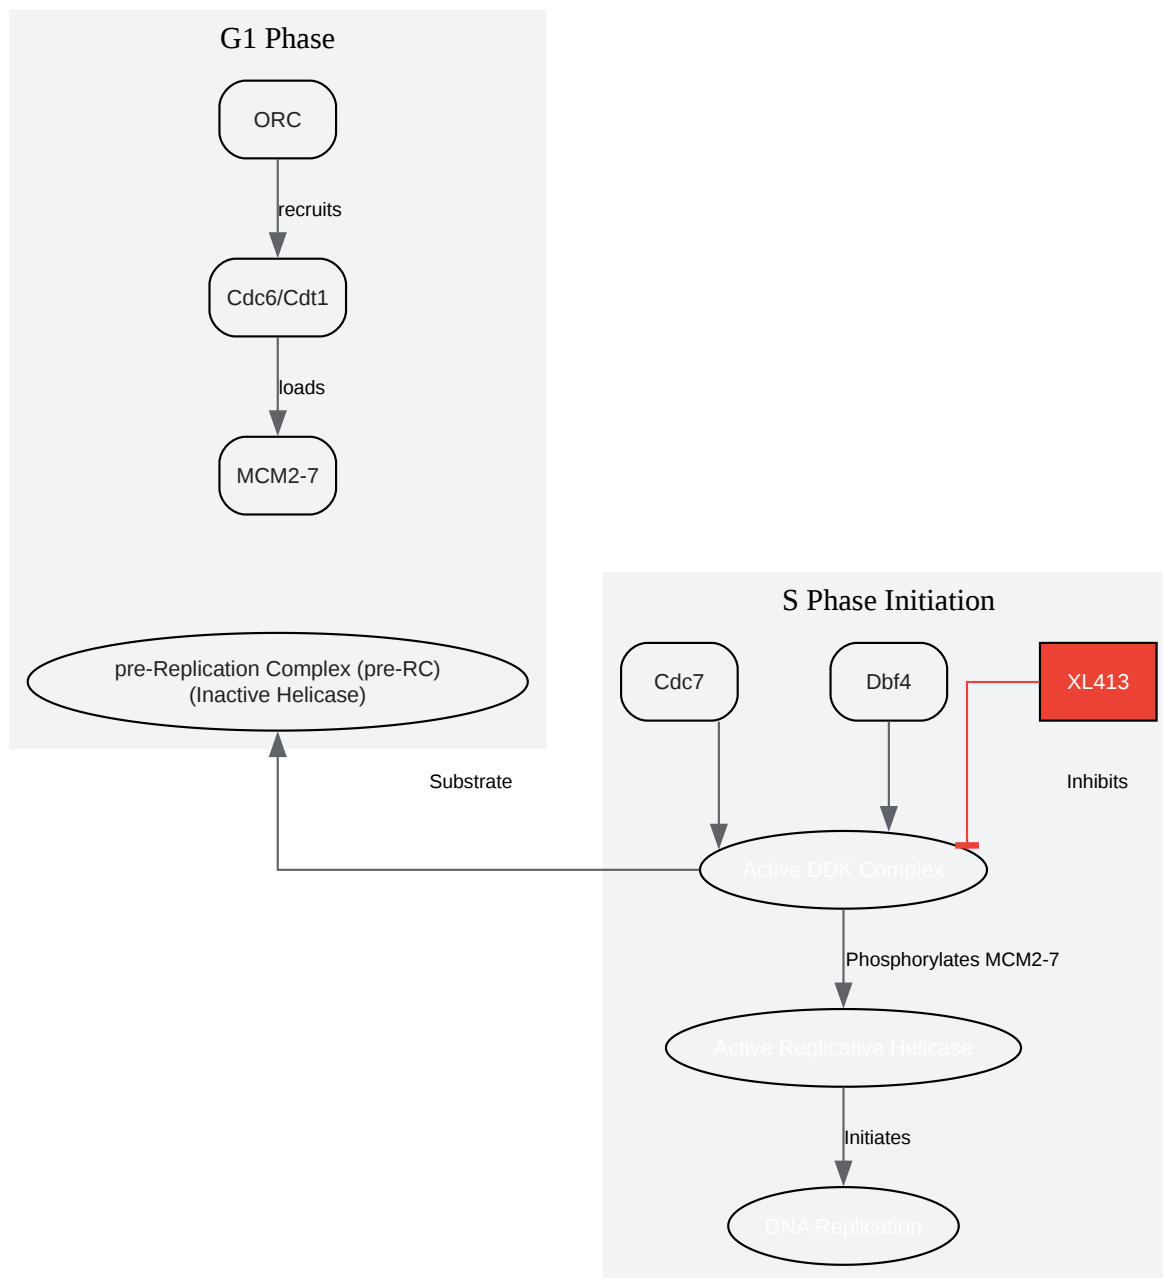 G1 Phase
ORC
recruits
Cdc6/Cdt1
loads
MCM2-7
pre-Replication Complex (pre-RC)
(Inactive Helicase)
Substrate
S Phase Initiation
Cdc7
Dbf4
XL413
Inhibits
Active DDK Complex
Phosphorylates MCM2-7
Active Replicative Helicase
Initiates
DNA Replication